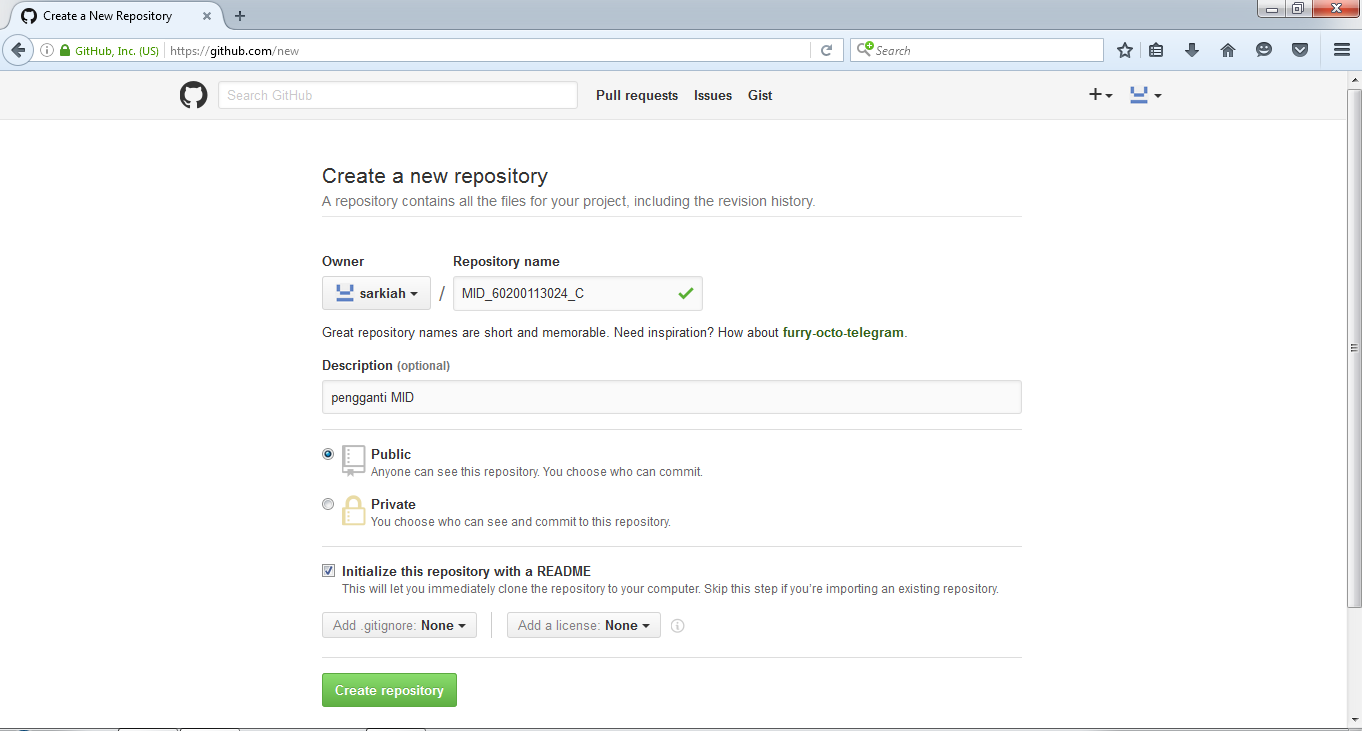 Create a New Repository
GitHub, Inc. (US) https://github.com/new Search
Search GitHub Pull requests Issues Gist
Create a new repository
A repository contains all the files for your project, including the revision history.
Owner Repository name
sarkiah / MID_60200113024_C
Great repository names are short and memorable. Need inspiration? How about furry-octo-telegram.
Description (optional)
pengganti MID
Public
Anyone can see this repository. You choose who can commit.
Private
You choose who can see and commit to this repository.
Initialize this repository with a README
This will let you immediately clone the repository to your computer. Skip this step if you’re importing an existing repository.
Add .gitignore: None Add a license: None
Create repository